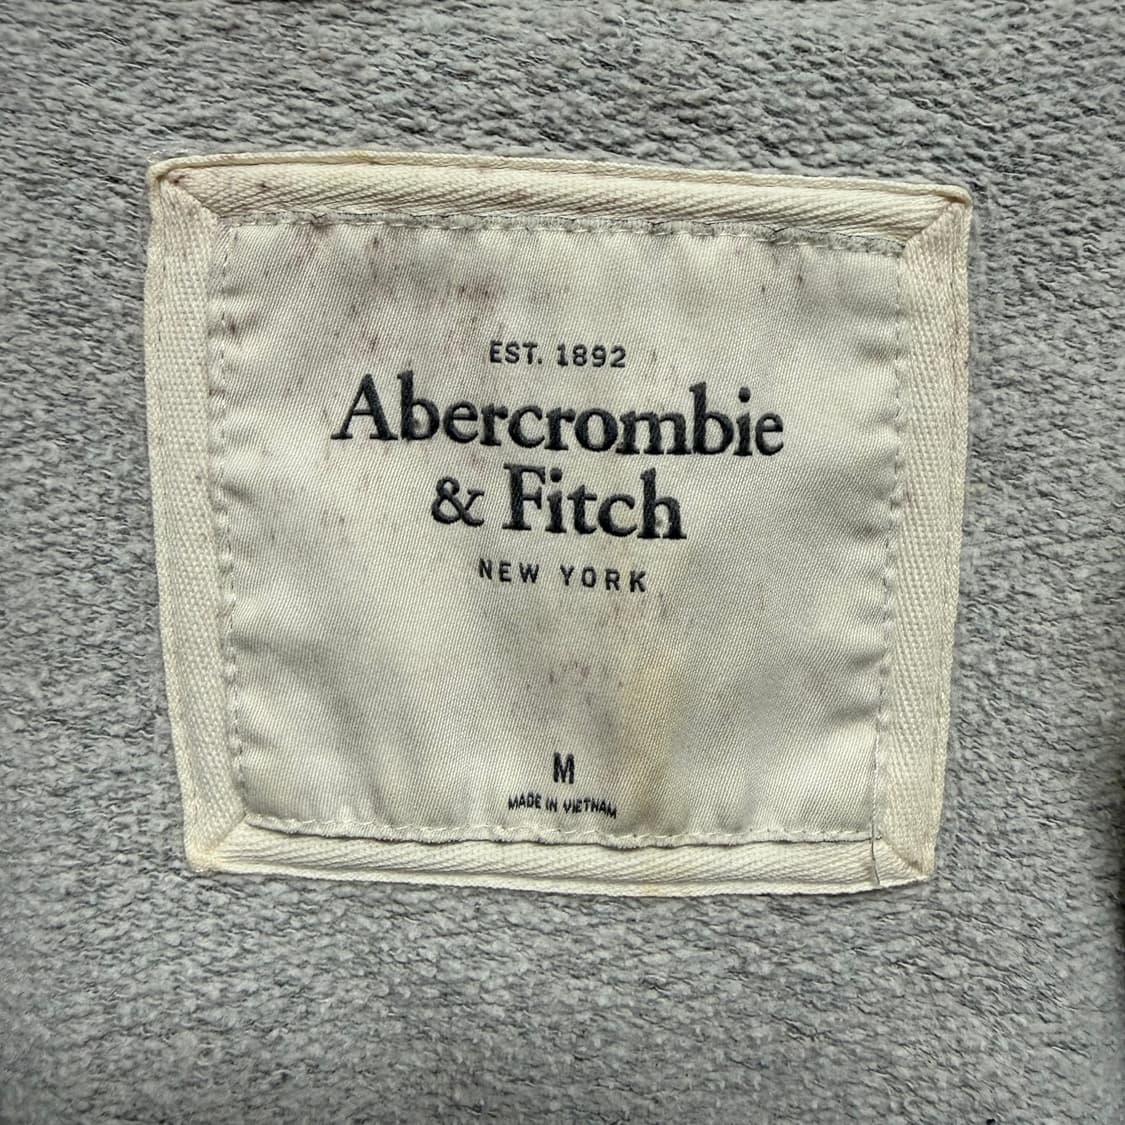 EST. 1892
Abercrombie
& Fitch
NEW YORK
M
MADE IN VIETNAM